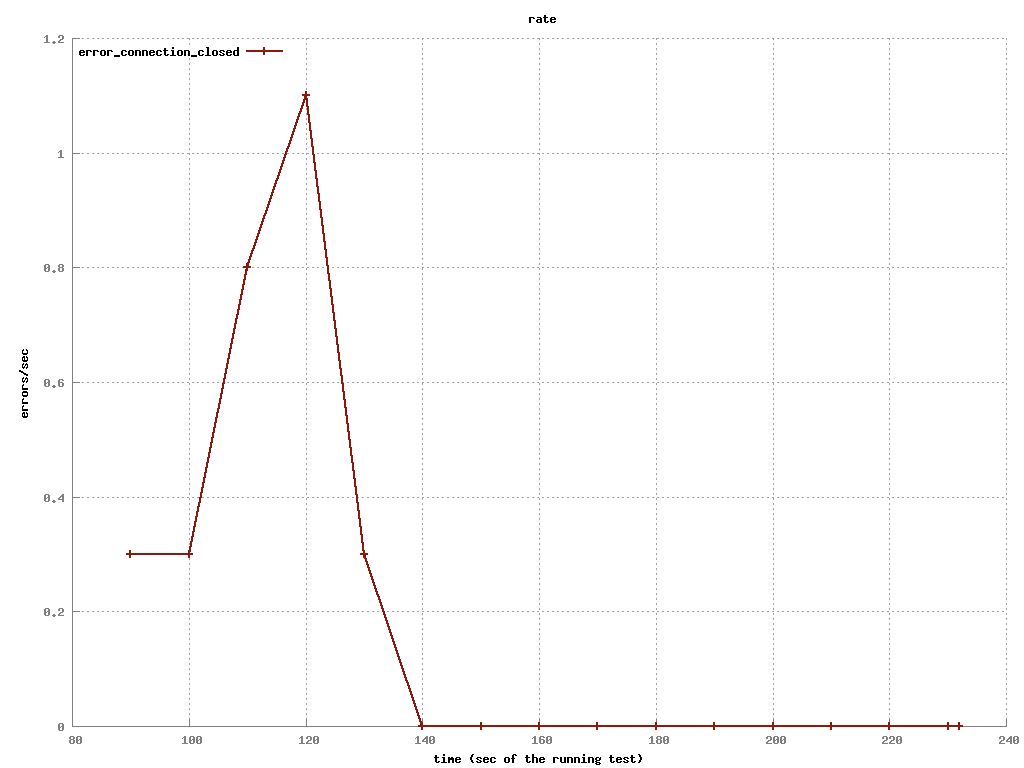 rate
error_connection_closed
1.2
1
0.8
0.6
0.4
0.2
0
errors/sec
80 100 120 140 160 180 200 220 240
time (sec of the running test)